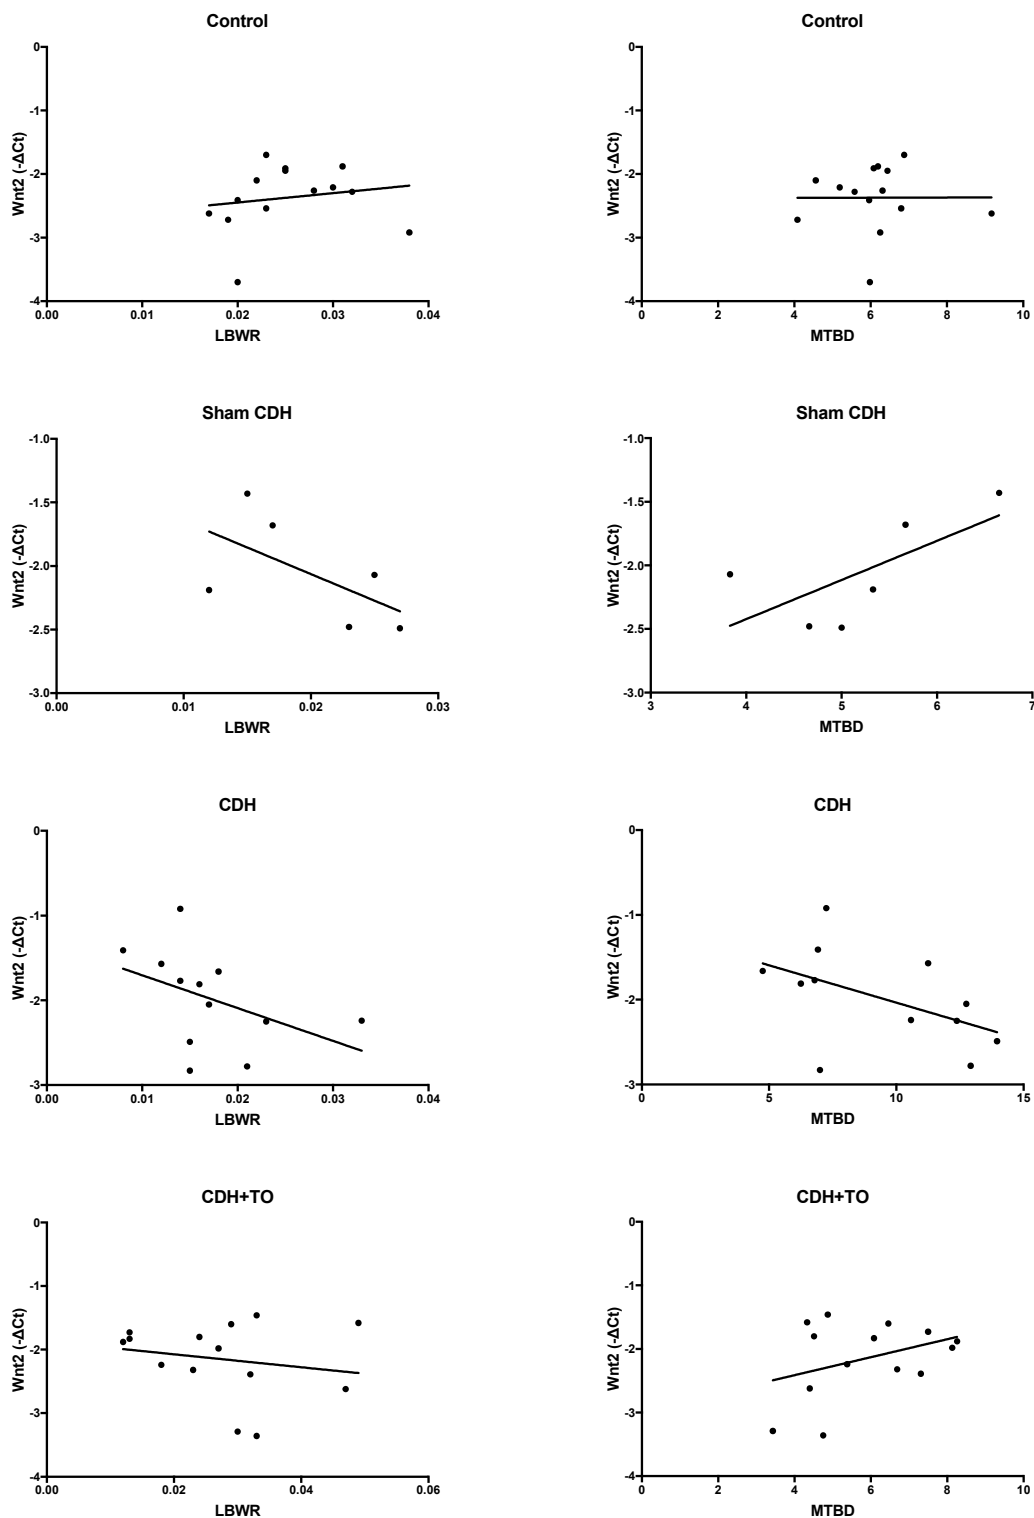 Control
0
-1
-2
-3
-4
Wnt2 (-ΔCt)
0.00 0.01 0.02 0.03 0.04
LBWR
Control
0
-1
-2
-3
-4
Wnt2 (-ΔCt)
0 2 4 6 8 10
MTBD
Sham CDH
-1.0
-1.5
-2.0
-2.5
-3.0
Wnt2 (-ΔCt)
0.00 0.01 0.02 0.03
LBWR
Sham CDH
-1.0
-1.5
-2.0
-2.5
-3.0
Wnt2 (-ΔCt)
3 4 5 6 7
MTBD
CDH
0
-1
-2
-3
Wnt2 (-ΔCt)
0.00 0.01 0.02 0.03 0.04
LBWR
CDH
0
-1
-2
-3
Wnt2 (-ΔCt)
0 5 10 15
MTBD
CDH+TO
0
-1
-2
-3
-4
Wnt2 (-ΔCt)
0.00 0.02 0.04 0.06
LBWR
CDH+TO
0
-1
-2
-3
-4
Wnt2 (-ΔCt)
0 2 4 6 8 10
MTBD